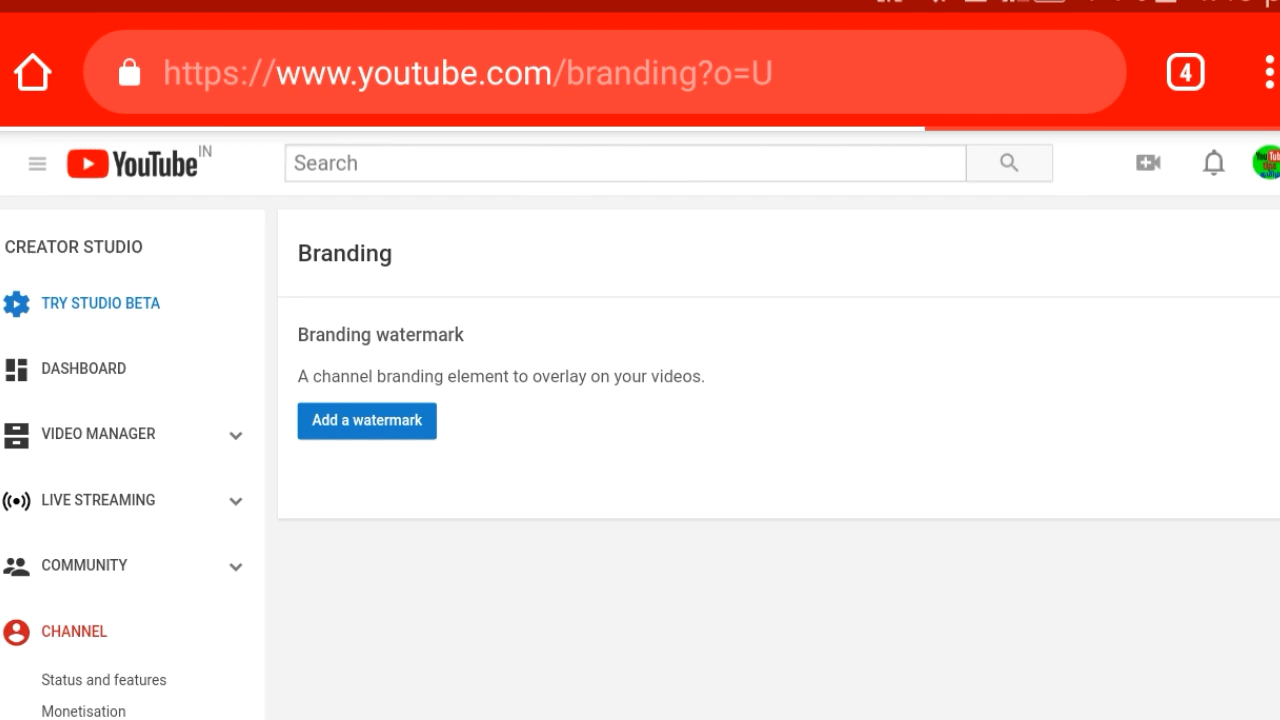 https://www.youtube.com/branding?o=U
4
YouTube IN
Search
CREATOR STUDIO
TRY STUDIO BETA
DASHBOARD
VIDEO MANAGER
LIVE STREAMING
COMMUNITY
CHANNEL
Status and features
Monetisation
Branding
Branding watermark
A channel branding element to overlay on your videos.
Add a watermark